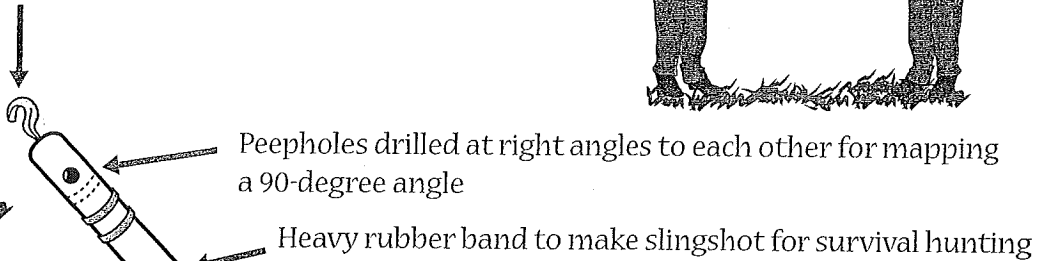 Peepholes drilled at right angles to each other for mapping
a 90-degree angle
Heavy rubber band to make slingshot for survival hunting